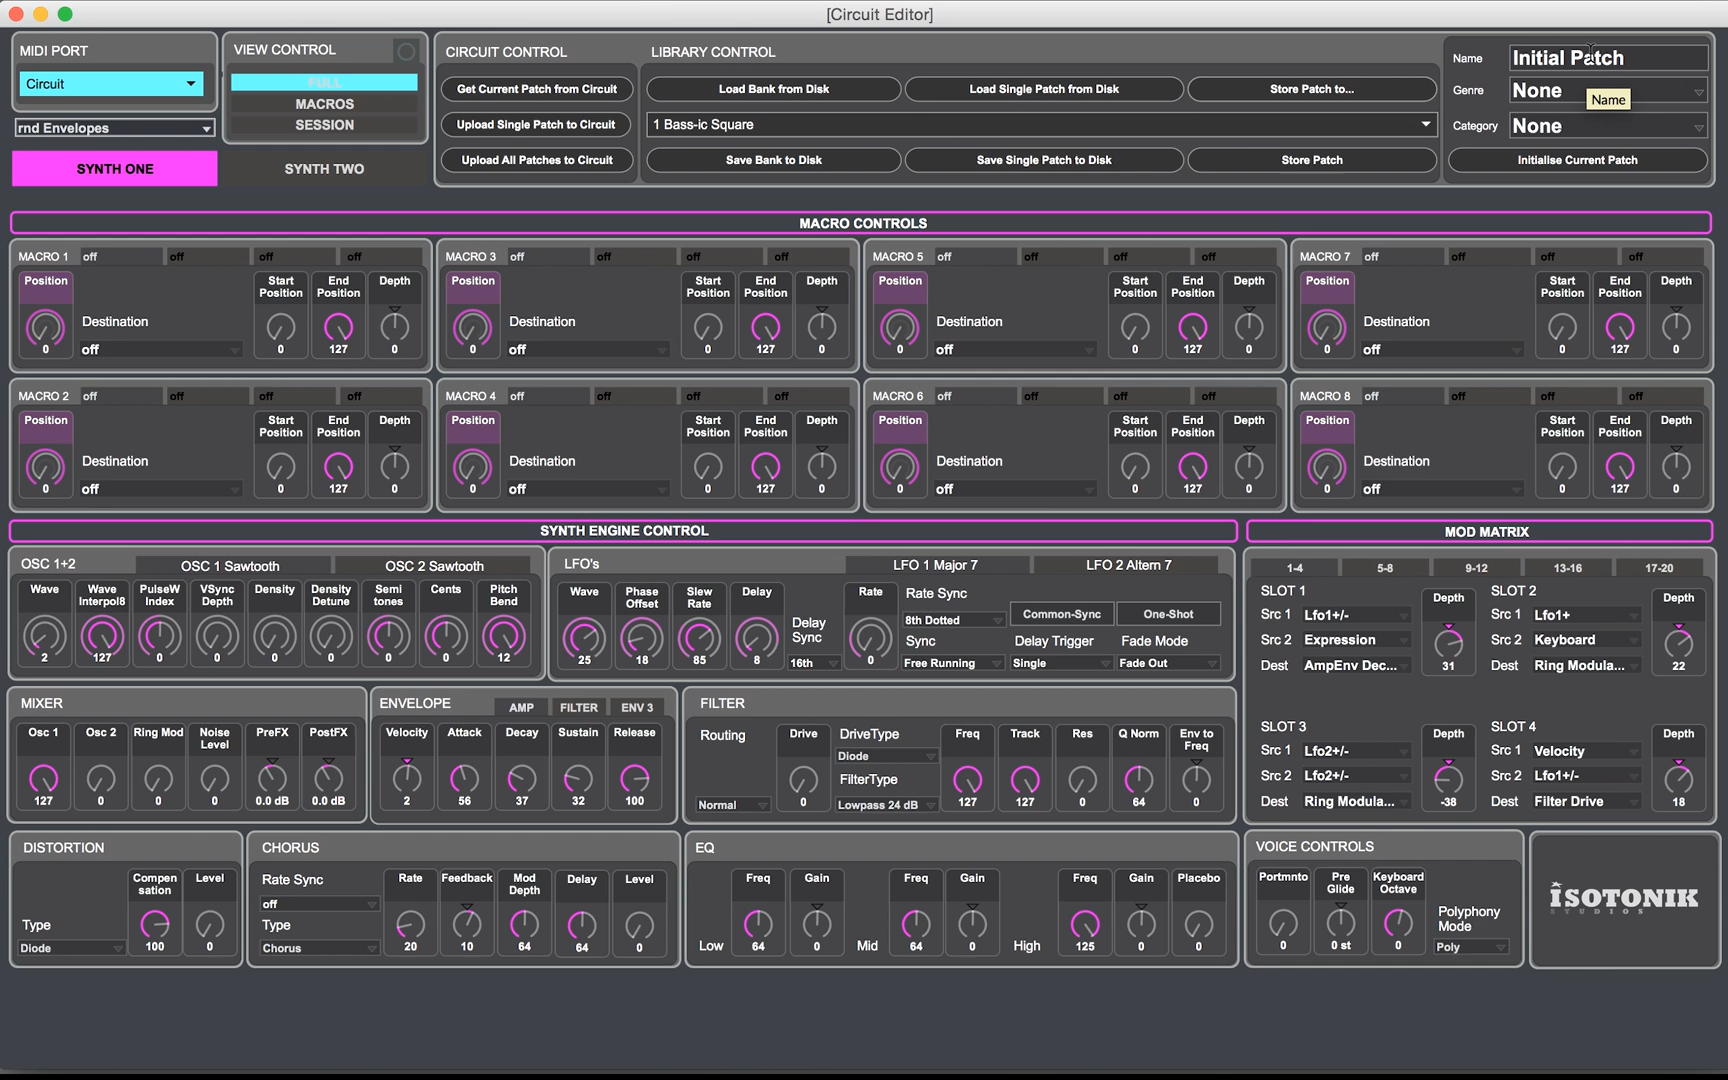 [Circuit Editor]
MIDI PORT
Circuit
rnd Envelopes
SYNTH ONE
SYNTH TWO
VIEW CONTROL
FULL
MACROS
SESSION
CIRCUIT CONTROL
Get Current Patch from Circuit
Upload Single Patch to Circuit
Upload All Patches to Circuit
LIBRARY CONTROL
Load Bank from Disk Load Single Patch from Disk Store Patch to...
1 Bass-ic Square
Save Bank to Disk Save Single Patch to Disk Store Patch
Name Initial Patch
Genre None
Name
Category None
Initialise Current Patch
MACRO CONTROLS
MACRO 1 off off off off
Position Start Position End Position Depth
Destination
off
0 0 127 0
MACRO 3 off off off off
Position Start Position End Position Depth
Destination
off
0 0 127 0
MACRO 5 off off off off
Position Start Position End Position Depth
Destination
off
0 0 127 0
MACRO 7 off off off off
Position Start Position End Position Depth
Destination
off
0 0 127 0
MACRO 2 off off off off
Position Start Position End Position Depth
Destination
off
0 0 127 0
MACRO 4 off off off off
Position Start Position End Position Depth
Destination
off
0 0 127 0
MACRO 6 off off off off
Position Start Position End Position Depth
Destination
off
0 0 127 0
MACRO 8 off off off off
Position Start Position End Position Depth
Destination
off
0 0 127 0
SYNTH ENGINE CONTROL
MOD MATRIX
OSC 1+2 OSC 1 Sawtooth OSC 2 Sawtooth
Wave Wave Interpol8 PulseW Index VSync Depth Density Density Detune Semi tones Cents Pitch Bend
2 127 0 0 0 0 0 0 12
LFO's LFO 1 Major 7 LFO 2 Altern 7
Wave Phase Offset Slew Rate Delay
25 18 85 8
Delay Sync
16th
Rate
0
Rate Sync
8th Dotted
Sync
Free Running
Common-Sync One-Shot
Delay Trigger Fade Mode
Single Fade Out
1-4 5-8 9-12 13-16 17-20
SLOT 1
Src 1 Lfo1+/-
Src 2 Expression
Dest AmpEnv Dec...
Depth
31
SLOT 2
Src 1 Lfo1+
Src 2 Keyboard
Dest Ring Modula...
Depth
22
SLOT 3
Src 1 Lfo2+/-
Src 2 Lfo2+/-
Dest Ring Modula...
Depth
-38
SLOT 4
Src 1 Velocity
Src 2 Lfo1+/-
Dest Filter Drive
Depth
18
MIXER
Osc 1 Osc 2 Ring Mod Noise Level PreFX PostFX
127 0 0 0 0.0 dB 0.0 dB
ENVELOPE AMP FILTER ENV 3
Velocity Attack Decay Sustain Release
2 56 37 32 100
FILTER
Routing
Normal
Drive
0
DriveType
Diode
FilterType
Lowpass 24 dB
Freq Track Res Q Norm Env to Freq
127 127 0 64 0
DISTORTION
Type
Diode
Compen sation Level
100 0
CHORUS
Rate Sync
off
Type
Chorus
Rate Feedback Mod Depth Delay Level
20 10 64 64 0
EQ
Freq Gain Freq Gain Freq Gain Placebo
Low 64 0 Mid 64 0 High 125 0 0
VOICE CONTROLS
Portmnto Pre Glide Keyboard Octave
0 0 st 0
Polyphony Mode
Poly
ISOTONIK
STUDIOS